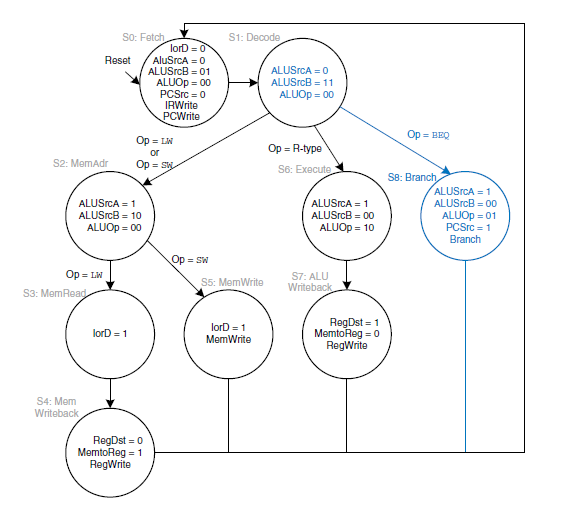 S0: Fetch
S1: Decode
Reset
IorD = 0
AluSrcA = 0
ALUSrcB = 01
ALUOp = 00
PCSrc = 0
IRWrite
PCWrite
ALUSrcA = 0
ALUSrcB = 11
ALUOp = 00
Op = LW
or
Op = SW
Op = R-type
Op = BEQ
S2: MemAdr
S6: Execute
S8: Branch
ALUSrcA = 1
ALUSrcB = 10
ALUOp = 00
ALUSrcA = 1
ALUSrcB = 00
ALUOp = 10
ALUSrcA = 1
ALUSrcB = 00
ALUOp = 01
PCSrc = 1
Branch
Op = LW
Op = SW
S3: MemRead
S5: MemWrite
S7: ALU
Writeback
IorD = 1
IorD = 1
MemWrite
RegDst = 1
MemtoReg = 0
RegWrite
S4: Mem
Writeback
RegDst = 0
MemtoReg = 1
RegWrite